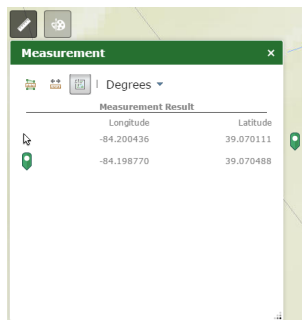 Measurement ×
Degrees
Measurement Result
Longitude Latitude
-84.200436 39.070111
-84.198770 39.070488